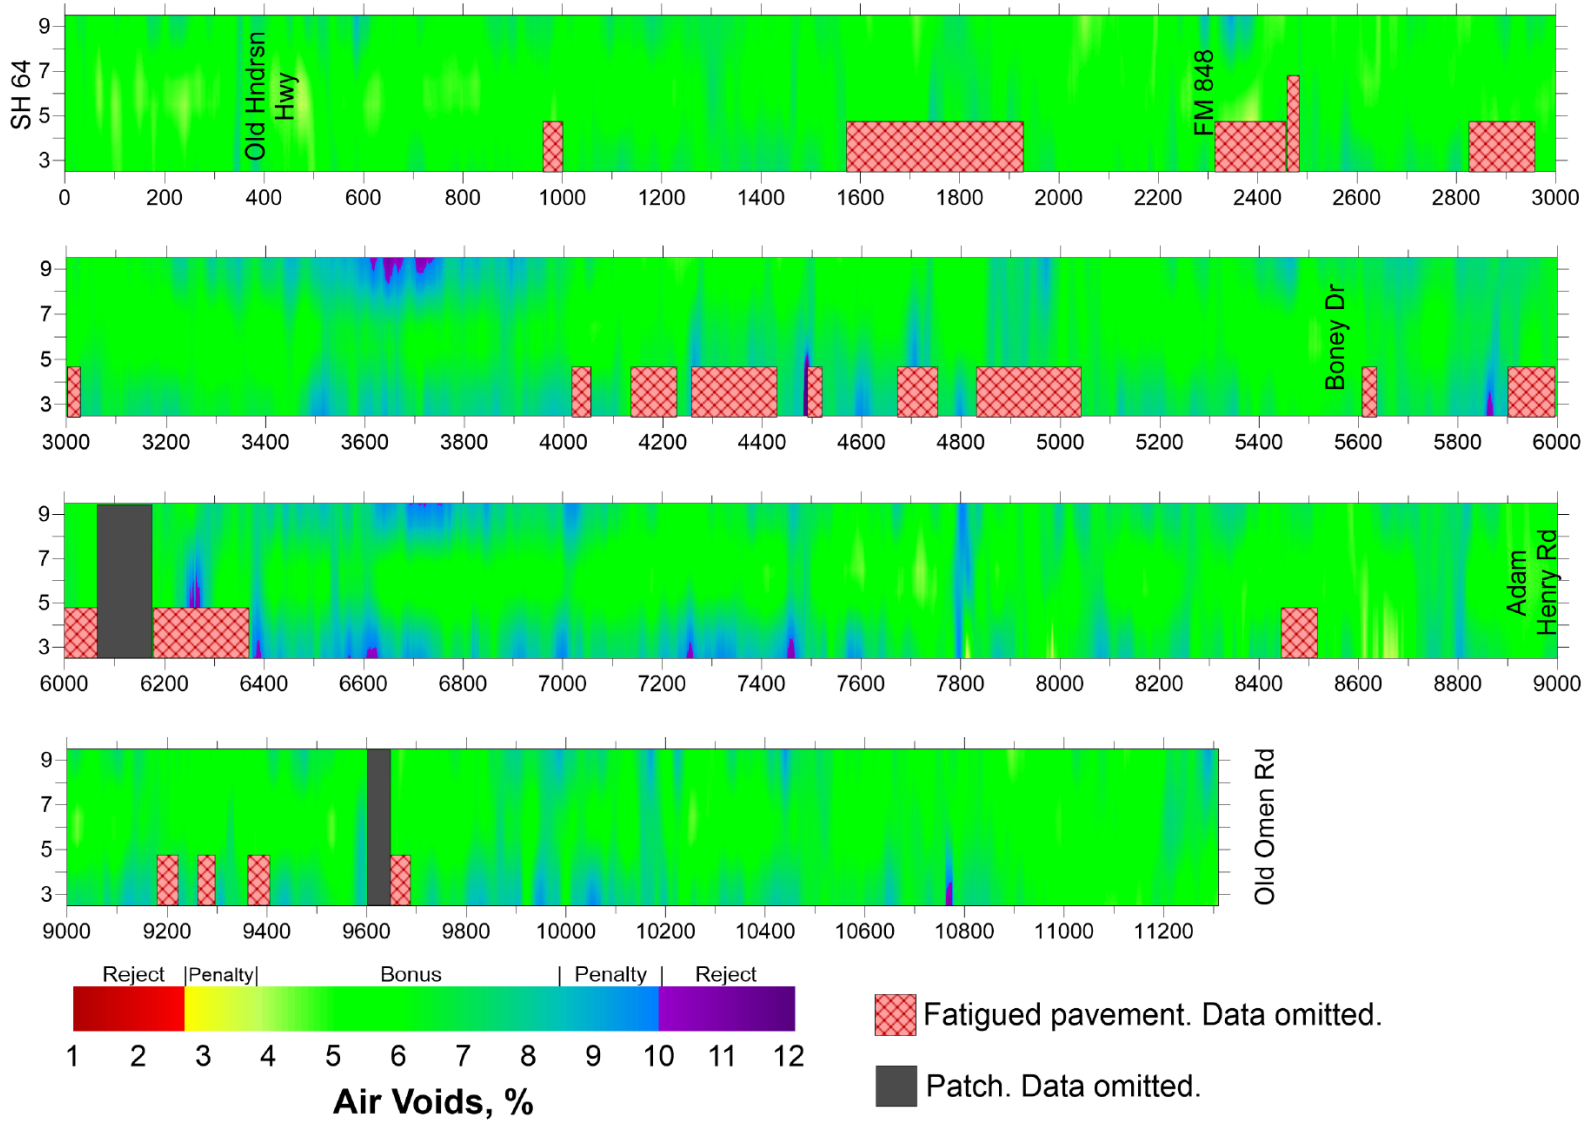 SH 64
9
7
5
3
Old Hndrsn
Hwy
FM 848
0 200 400 600 800 1000 1200 1400 1600 1800 2000 2200 2400 2600 2800 3000
9
7
5
3
Boney Dr
3000 3200 3400 3600 3800 4000 4200 4400 4600 4800 5000 5200 5400 5600 5800 6000
9
7
5
3
Adam
Henry Rd
6000 6200 6400 6600 6800 7000 7200 7400 7600 7800 8000 8200 8400 8600 8800 9000
9
7
5
3
Old Omen Rd
9000 9200 9400 9600 9800 10000 10200 10400 10600 10800 11000 11200
Reject |Penalty| Bonus | Penalty | Reject
1 2 3 4 5 6 7 8 9 10 11 12
Air Voids, %
Fatigued pavement. Data omitted.
Patch. Data omitted.